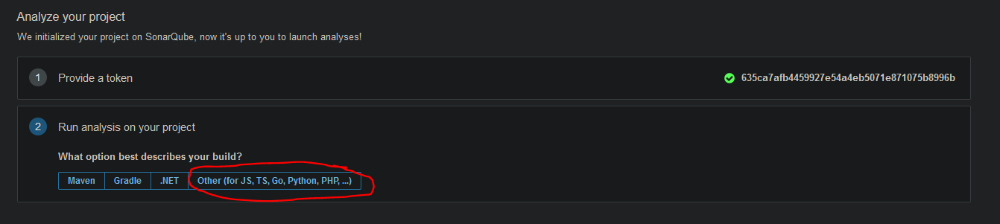 Analyze your project
We initialized your project on SonarQube, now it's up to you to launch analyses!
1 Provide a token 635ca7afb4459927e54a4eb5071e871075b8996b
2 Run analysis on your project
What option best describes your build?
Maven Gradle .NET Other (for JS, TS, Go, Python, PHP, ...)